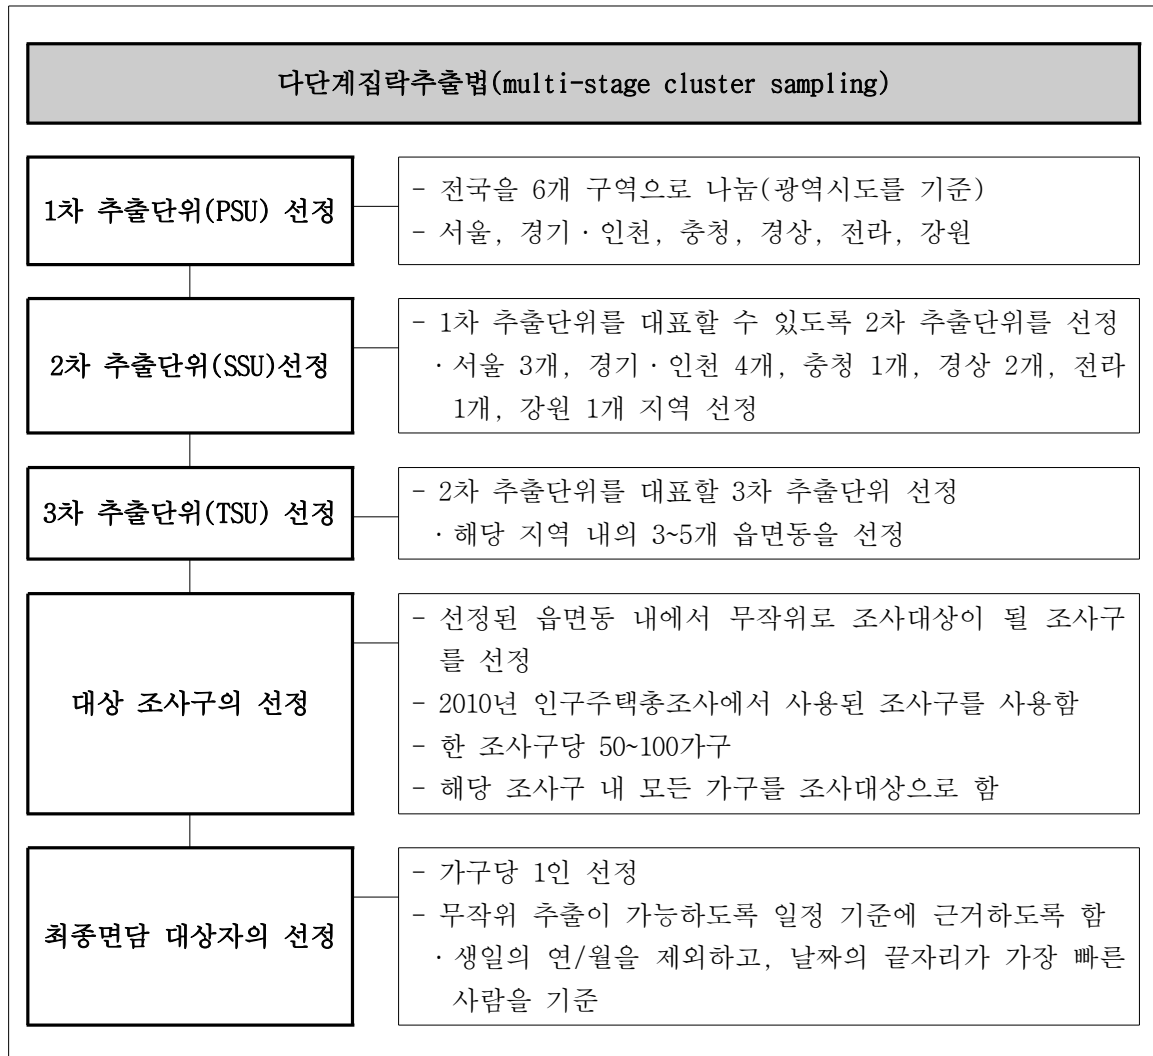 다단계집락추출법(multi-stage cluster sampling)
1차 추출단위(PSU) 선정
- 전국을 6개 구역으로 나눔(광역시도를 기준)
- 서울, 경기·인천, 충청, 경상, 전라, 강원
2차 추출단위(SSU)선정
- 1차 추출단위를 대표할 수 있도록 2차 추출단위를 선정
· 서울 3개, 경기·인천 4개, 충청 1개, 경상 2개, 전라
1개, 강원 1개 지역 선정
3차 추출단위(TSU) 선정
- 2차 추출단위를 대표할 3차 추출단위 선정
· 해당 지역 내의 3~5개 읍면동을 선정
대상 조사구의 선정
- 선정된 읍면동 내에서 무작위로 조사대상이 될 조사구
를 선정
- 2010년 인구주택총조사에서 사용된 조사구를 사용함
- 한 조사구당 50~100가구
- 해당 조사구 내 모든 가구를 조사대상으로 함
최종면담 대상자의 선정
- 가구당 1인 선정
- 무작위 추출이 가능하도록 일정 기준에 근거하도록 함
· 생일의 연/월을 제외하고, 날짜의 끝자리가 가장 빠른
사람을 기준